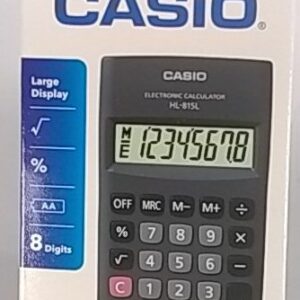 CASIO®
Large
Display
√
%
AA
8 Digits
CASIO
ELECTRONIC CALCULATOR
HL-815L
M
E
12345678
OFF MRC M− M+ ÷
% 7 8 9 ×
√ 4 5 6 −
C 1 2 3